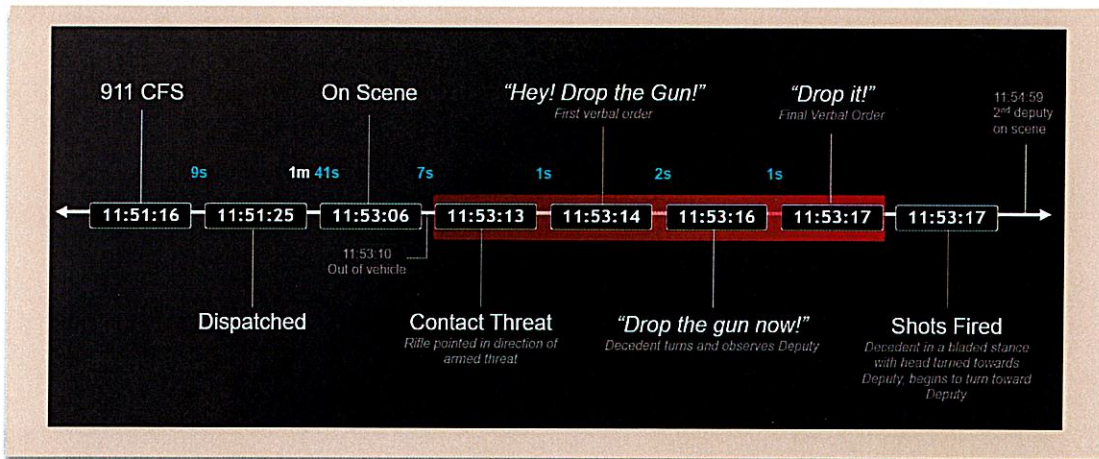 911 CFS
On Scene
"Hey! Drop the Gun!"
First verbal order
"Drop it!"
Final Verbal Order
11:54:59
2nd deputy
on scene
9s
1m 41s
7s
1s
2s
1s
11:51:16
11:51:25
11:53:06
11:53:13
11:53:14
11:53:16
11:53:17
11:53:17
11:53:10
Out of vehicle
Dispatched
Contact Threat
Rifle pointed in direction of
armed threat
"Drop the gun now!"
Decedent turns and observes Deputy
Shots Fired
Decedent in a bladed stance
with head turned towards
Deputy, begins to turn toward
Deputy